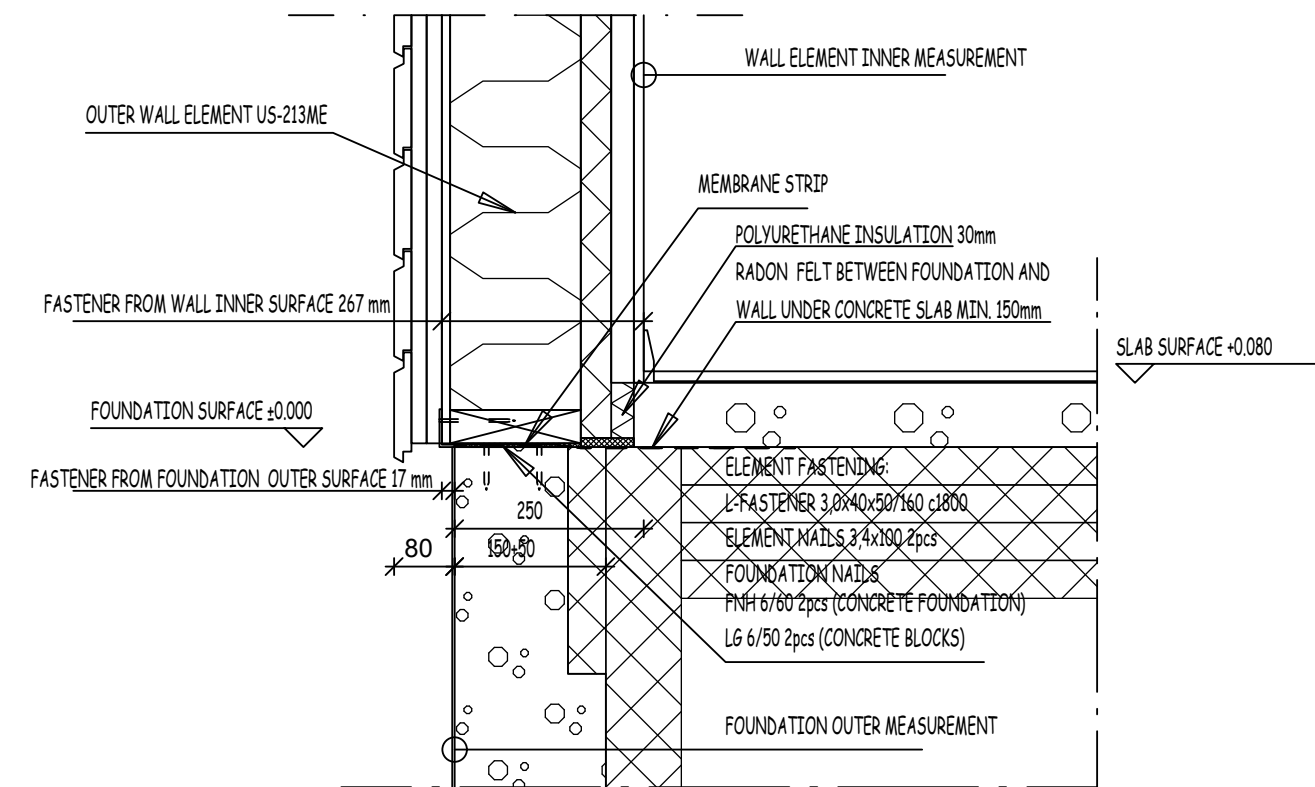 WALL ELEMENT INNER MEASUREMENT
OUTER WALL ELEMENT US-213ME
MEMBRANE STRIP
POLYURETHANE INSULATION 30mm
RADON FELT BETWEEN FOUNDATION AND
WALL UNDER CONCRETE SLAB MIN. 150mm
FASTENER FROM WALL INNER SURFACE 267 mm
SLAB SURFACE +0.080
FOUNDATION SURFACE ±0.000
FASTENER FROM FOUNDATION OUTER SURFACE 17 mm
250
80
150+50
ELEMENT FASTENING:
L-FASTENER 3,0x40x50/160 c1800
ELEMENT NAILS 3,4x100 2pcs
FOUNDATION NAILS
FNH 6/60 2pcs (CONCRETE FOUNDATION)
LG 6/50 2pcs (CONCRETE BLOCKS)
FOUNDATION OUTER MEASUREMENT